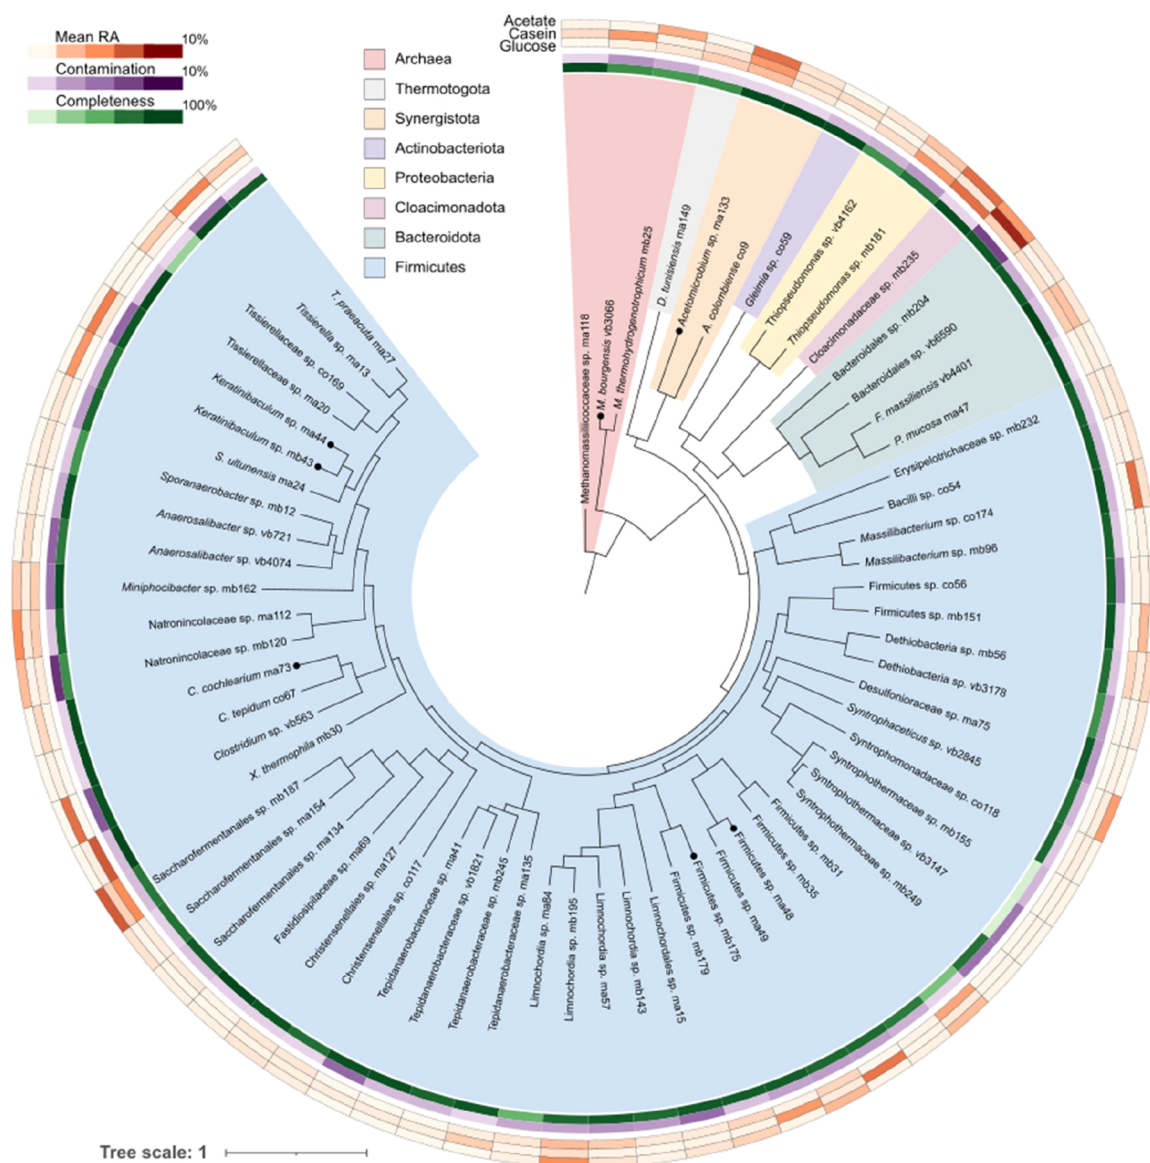 Mean RA
10%
Contamination
10%
Completeness
100%
Acetate
Casein
Glucose
Archaea
Thermotogota
Synergistota
Actinobacteriota
Proteobacteria
Cloacimonadota
Bacteroidota
Firmicutes
Methanomassiliicoccaceae sp. ma118
M. bourgensis vb3066
M. thermohydrogenotrophicum mb25
D. tunisiensis ma149
Acetomicrobium sp. ma133
A. colombiense co9
Gleimia sp. co59
Thiopseudomonas sp. vb4162
Thiopseudomonas sp. mb181
Cloacimonadaceae sp. mb235
Bacteroidales sp. mb204
Bacteroidales sp. vb6590
F. massiliensis vb4401
P. mucosa ma47
Erysipelotrichaceae sp. mb232
Bacilli sp. co54
Massilibacterium sp. co174
Massilibacterium sp. mb96
Firmicutes sp. co56
Firmicutes sp. mb151
Dethiobacteria sp. mb56
Dethiobacteria sp. vb3178
Desulfonioraceae sp. ma75
Syntrophaceticus sp. vb2845
Syntrophomonadaceae sp. co118
Syntrophothermaceae sp. mb155
Syntrophothermaceae sp. vb3147
Syntrophothermaceae sp. mb249
Firmicutes sp. mb31
Firmicutes sp. mb35
Firmicutes sp. ma48
Firmicutes sp. ma49
Firmicutes sp. mb175
Firmicutes sp. mb179
Limnochordales sp. ma15
Limnochordia sp. mb143
Limnochordia sp. ma57
Limnochordia sp. mb195
Limnochordia sp. ma84
Tepidanaerobacteraceae sp. ma135
Tepidanaerobacteraceae sp. mb245
Tepidanaerobacteraceae sp. vb1821
Tepidanaerobacteraceae sp. ma41
Christensenellales sp. co117
Christensenellales sp. ma127
Fastidiosipilaceae sp. ma69
Saccharofermentanales sp. ma134
Saccharofermentanales sp. ma154
Saccharofermentanales sp. mb187
X. thermophila mb30
Clostridium sp. vb563
C. tepidum co67
C. cochlearium ma73
Natronincolaceae sp. mb120
Natronincolaceae sp. ma112
Miniphocibacter sp. mb162
Anaerosalibacter sp. vb4074
Anaerosalibacter sp. vb721
Sporanaerobacter sp. mb12
S. ultunensis ma24
Keratinibaculum sp. mb43
Keratinibaculum sp. ma44
Tissierellaceae sp. ma20
Tissierellaceae sp. co169
Tissierella sp. ma13
T. praeacuta ma27
Tree scale: 1